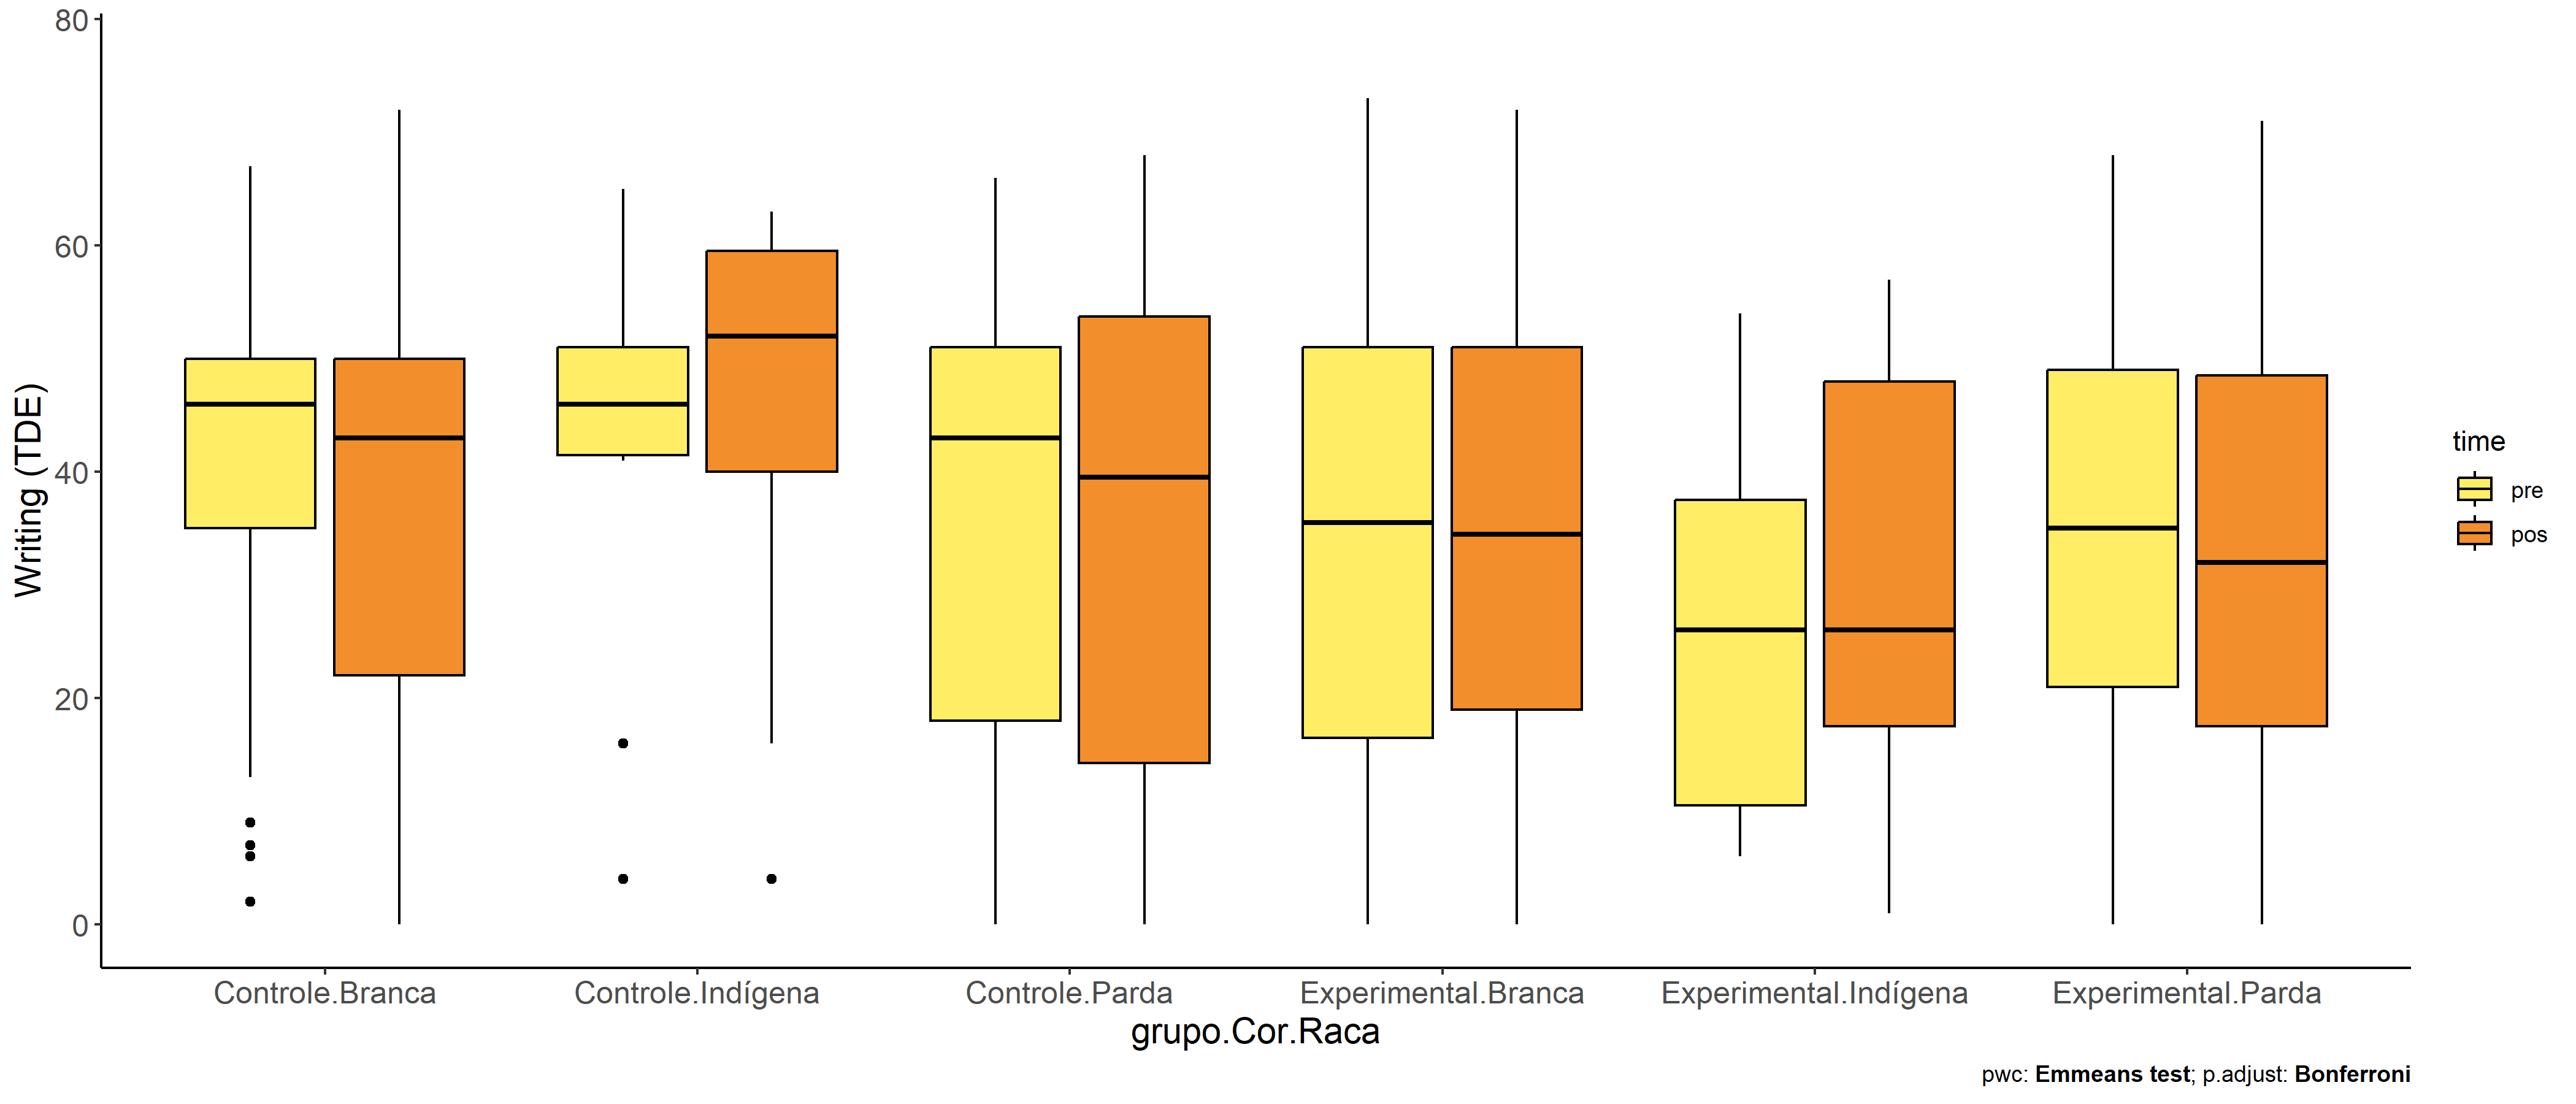 80
60
40
20
0
Writing (TDE)
Controle.Branca
Controle.Indígena
Controle.Parda
Experimental.Branca
Experimental.Indígena
Experimental.Parda
grupo.Cor.Raca
time
pre
pos
pwc: Emmeans test; p.adjust: Bonferroni